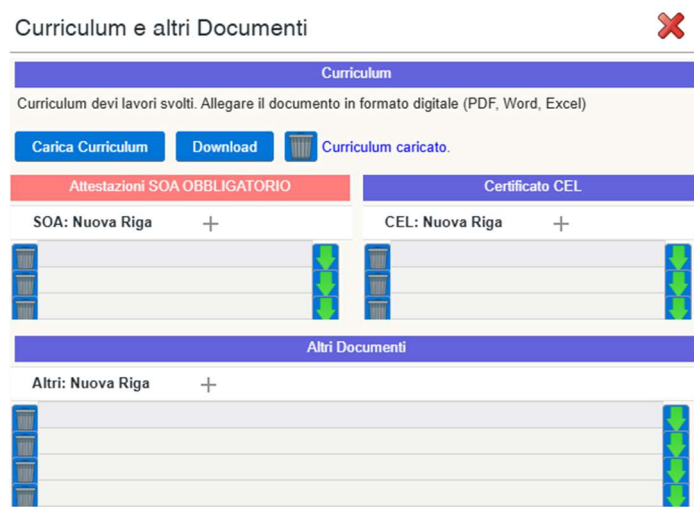 Curriculum e altri Documenti
Curriculum
Curriculum devi lavori svolti. Allegare il documento in formato digitale (PDF, Word, Excel)
Carica Curriculum Download Curriculum caricato.
Attestazioni SOA OBBLIGATORIO Certificato CEL
SOA: Nuova Riga + CEL: Nuova Riga +
Altri Documenti
Altri: Nuova Riga +